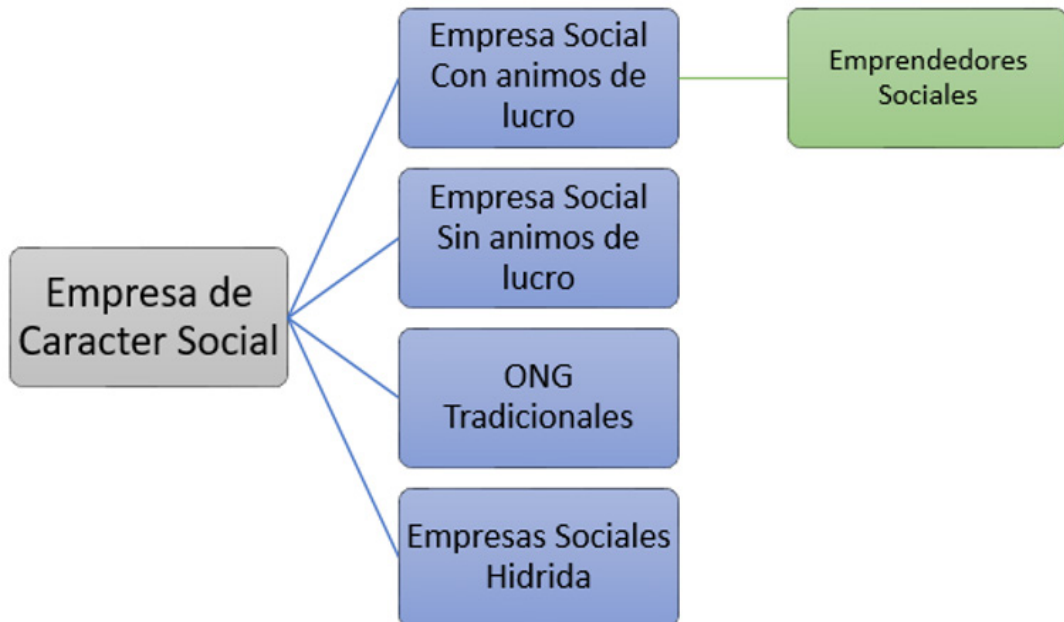 Empresa de
Caracter Social
Empresa Social
Con animos de
lucro
Emprendedores
Sociales
Empresa Social
Sin animos de
lucro
ONG
Tradicionales
Empresas Sociales
Hidrida